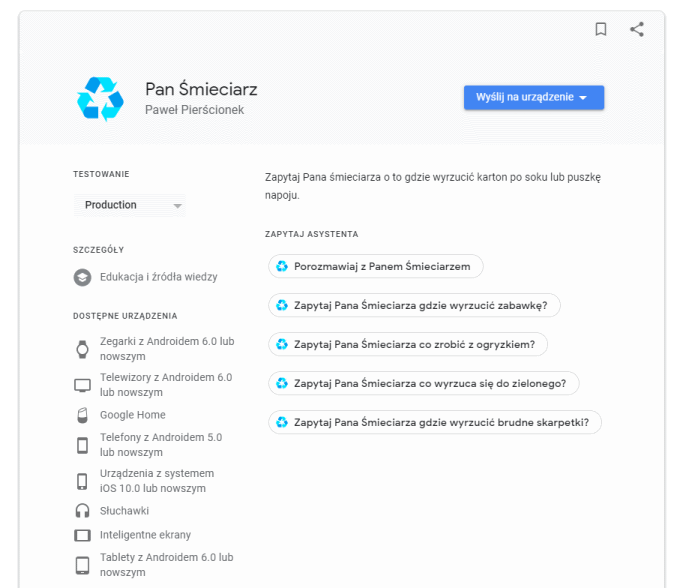 Pan Śmieciarz
Paweł Pierścionek
Wyślij na urządzenie
TESTOWANIE
Production
SZCZEGÓŁY
Edukacja i źródła wiedzy
DOSTĘPNE URZĄDZENIA
Zegarki z Androidem 6.0 lub
nowszym
Telewizory z Androidem 6.0
lub nowszym
Google Home
Telefony z Androidem 5.0
lub nowszym
Urządzenia z systemem
iOS 10.0 lub nowszym
Słuchawki
Inteligentne ekrany
Tablety z Androidem 6.0 lub
nowszym
Zapytaj Pana śmieciarza o to gdzie wyrzucić karton po soku lub puszkę
napoju.
ZAPYTAJ ASYSTENTA
Porozmawiaj z Panem Śmieciarzem
Zapytaj Pana Śmieciarza gdzie wyrzucić zabawkę?
Zapytaj Pana Śmieciarza co zrobić z ogryzkiem?
Zapytaj Pana Śmieciarza co wyrzuca się do zielonego?
Zapytaj Pana Śmieciarza gdzie wyrzucić brudne skarpetki?